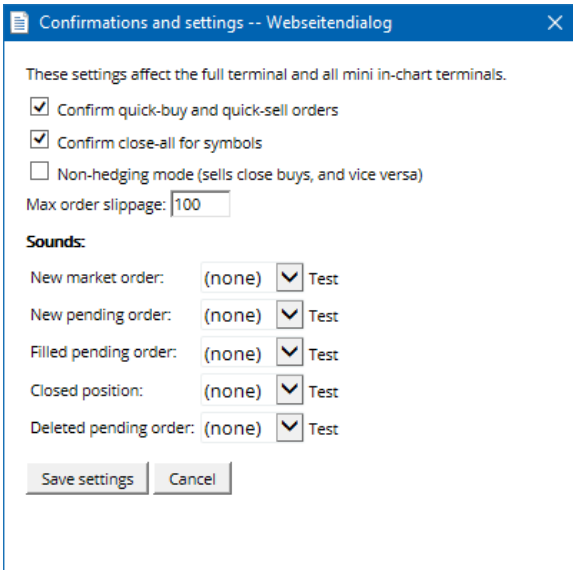 Confirmations and settings -- Webseitendialog
These settings affect the full terminal and all mini in-chart terminals.
Confirm quick-buy and quick-sell orders
Confirm close-all for symbols
Non-hedging mode (sells close buys, and vice versa)
Max order slippage: 100
Sounds:
New market order: (none) Test
New pending order: (none) Test
Filled pending order: (none) Test
Closed position: (none) Test
Deleted pending order: (none) Test
Save settings Cancel